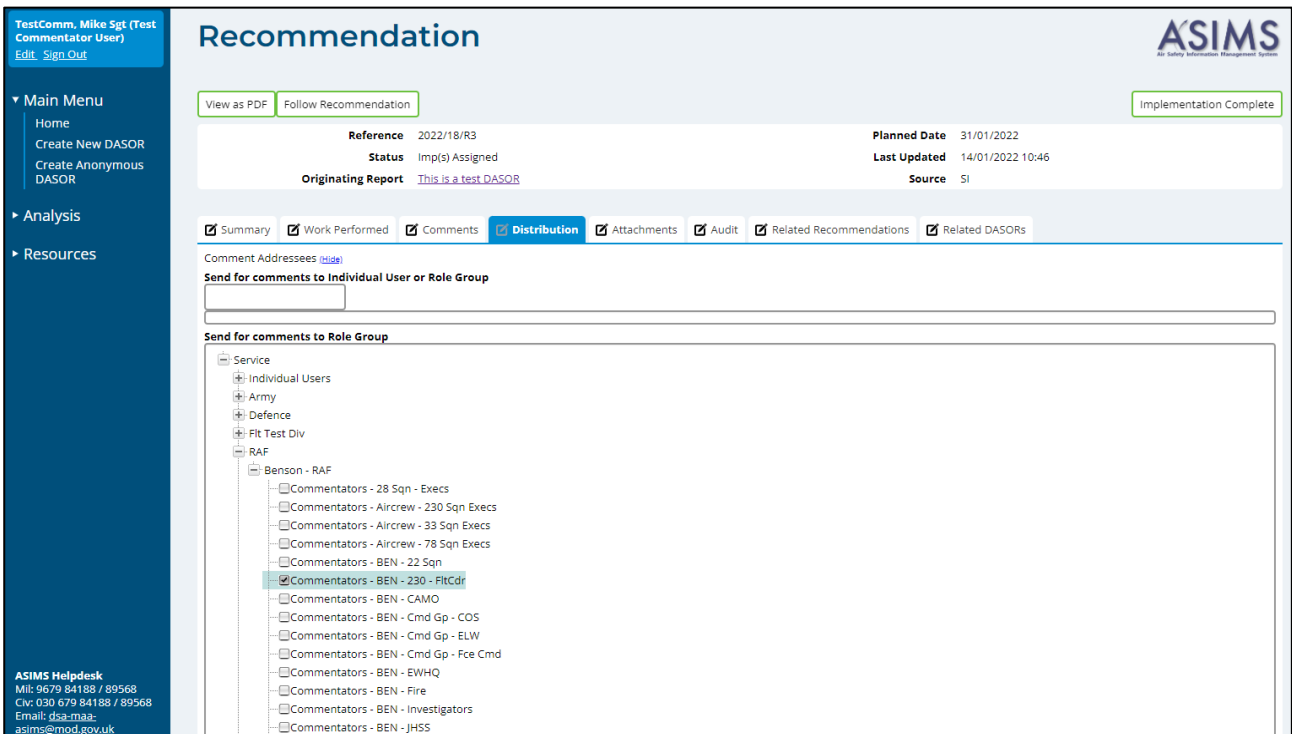 TestComm, Mike Sgt (Test
Commentator User)
Edit Sign Out
Recommendation
ASIMS
Air Safety Information Management System
Main Menu
Home
Create New DASOR
Create Anonymous
DASOR
Analysis
Resources
View as PDF Follow Recommendation Implementation Complete
Reference 2022/18/R3 Planned Date 31/01/2022
Status Imp(s) Assigned Last Updated 14/01/2022 10:46
Originating Report This is a test DASOR Source SI
Summary Work Performed Comments Distribution Attachments Audit Related Recommendations Related DASORs
Comment Addressees (Hide)
Send for comments to Individual User or Role Group
Send for comments to Role Group
Service
Individual Users
Army
Defence
Flt Test Div
RAF
Benson - RAF
Commentators - 28 Sqn - Execs
Commentators - Aircrew - 230 Sqn Execs
Commentators - Aircrew - 33 Sqn Execs
Commentators - Aircrew - 78 Sqn Execs
Commentators - BEN - 22 Sqn
Commentators - BEN - 230 - FltCdr
Commentators - BEN - CAMO
Commentators - BEN - Cmd Gp - COS
Commentators - BEN - Cmd Gp - ELW
Commentators - BEN - Cmd Gp - Fce Cmd
Commentators - BEN - EWHQ
Commentators - BEN - Fire
Commentators - BEN - Investigators
Commentators - BEN - JHSS
ASIMS Helpdesk
Mil: 9679 84188 / 89568
Civ: 030 679 84188 / 89568
Email: dsa-maa-
asims@mod.gov.uk